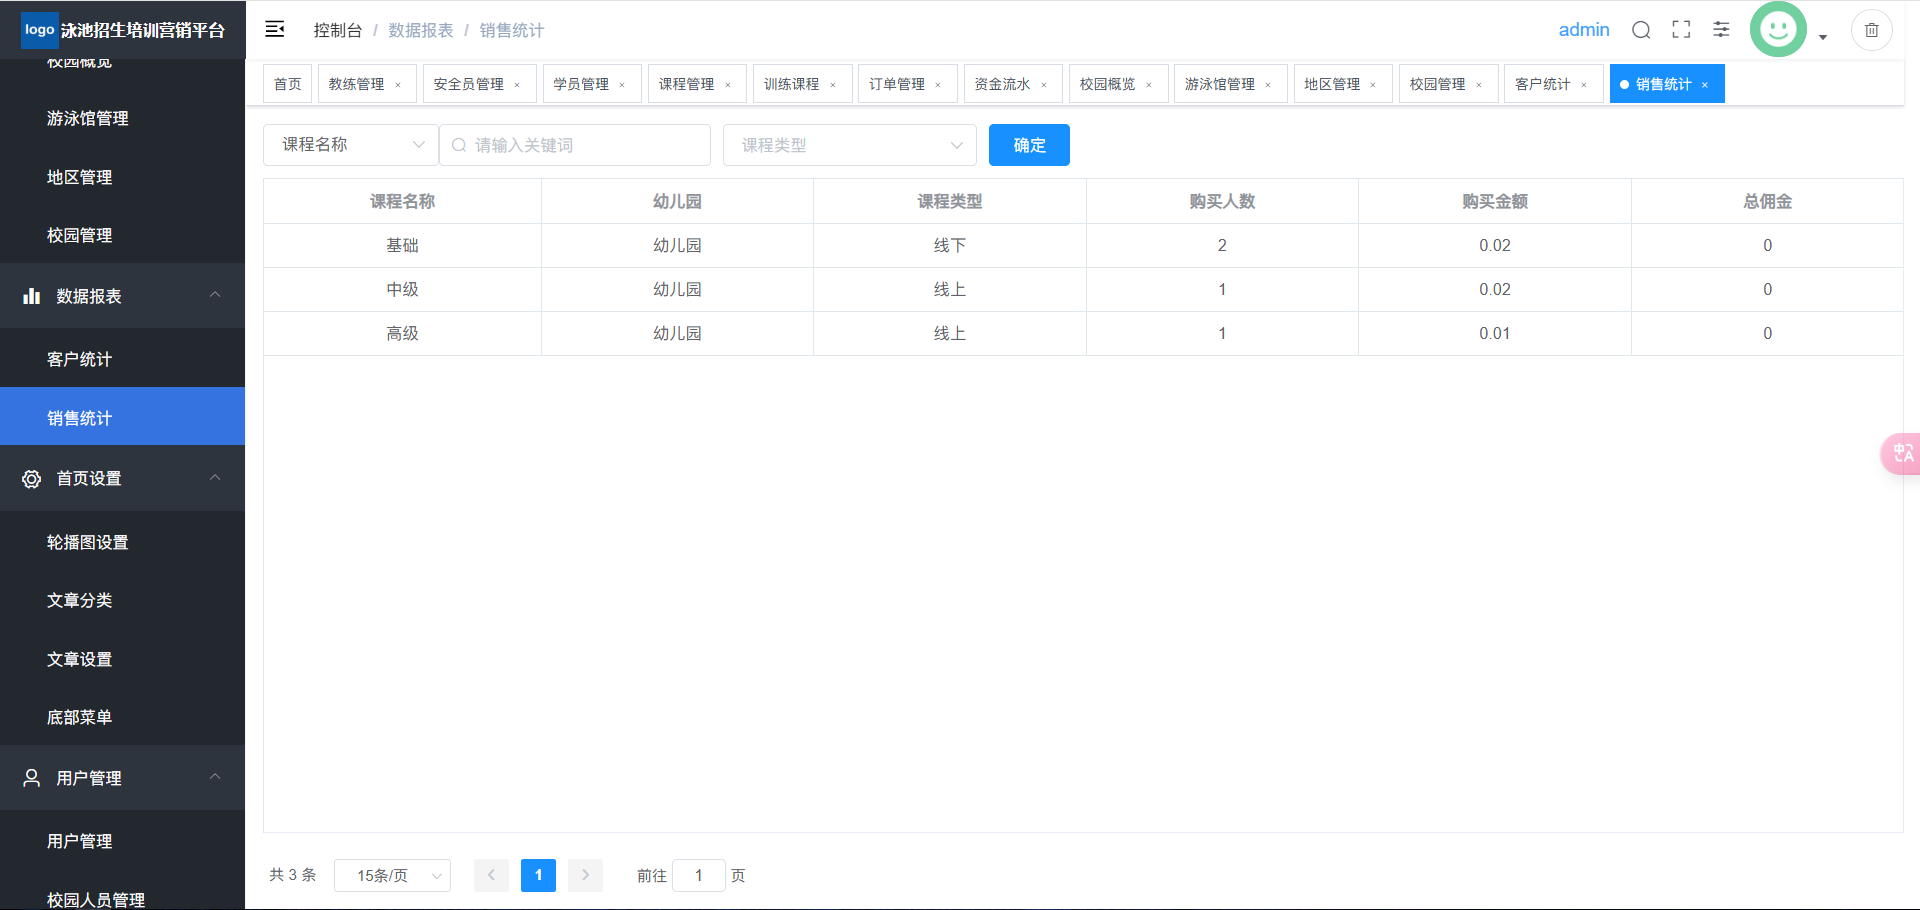 logo 泳池招生培训营销平台
校园概览
游泳馆管理
地区管理
校园管理
数据报表
客户统计
销售统计
首页设置
轮播图设置
文章分类
文章设置
底部菜单
用户管理
用户管理
校园人员管理
控制台 / 数据报表 / 销售统计
admin
首页 教练管理 × 安全员管理 × 学员管理 × 课程管理 × 训练课程 × 订单管理 × 资金流水 × 校园概览 × 游泳馆管理 × 地区管理 × 校园管理 × 客户统计 × 销售统计 ×
课程名称 请输入关键词 课程类型 确定
课程名称 幼儿园 课程类型 购买人数 购买金额 总佣金
基础 幼儿园 线下 2 0.02 0
中级 幼儿园 线上 1 0.02 0
高级 幼儿园 线上 1 0.01 0
中A
共 3 条 15条/页 1 前往 1 页